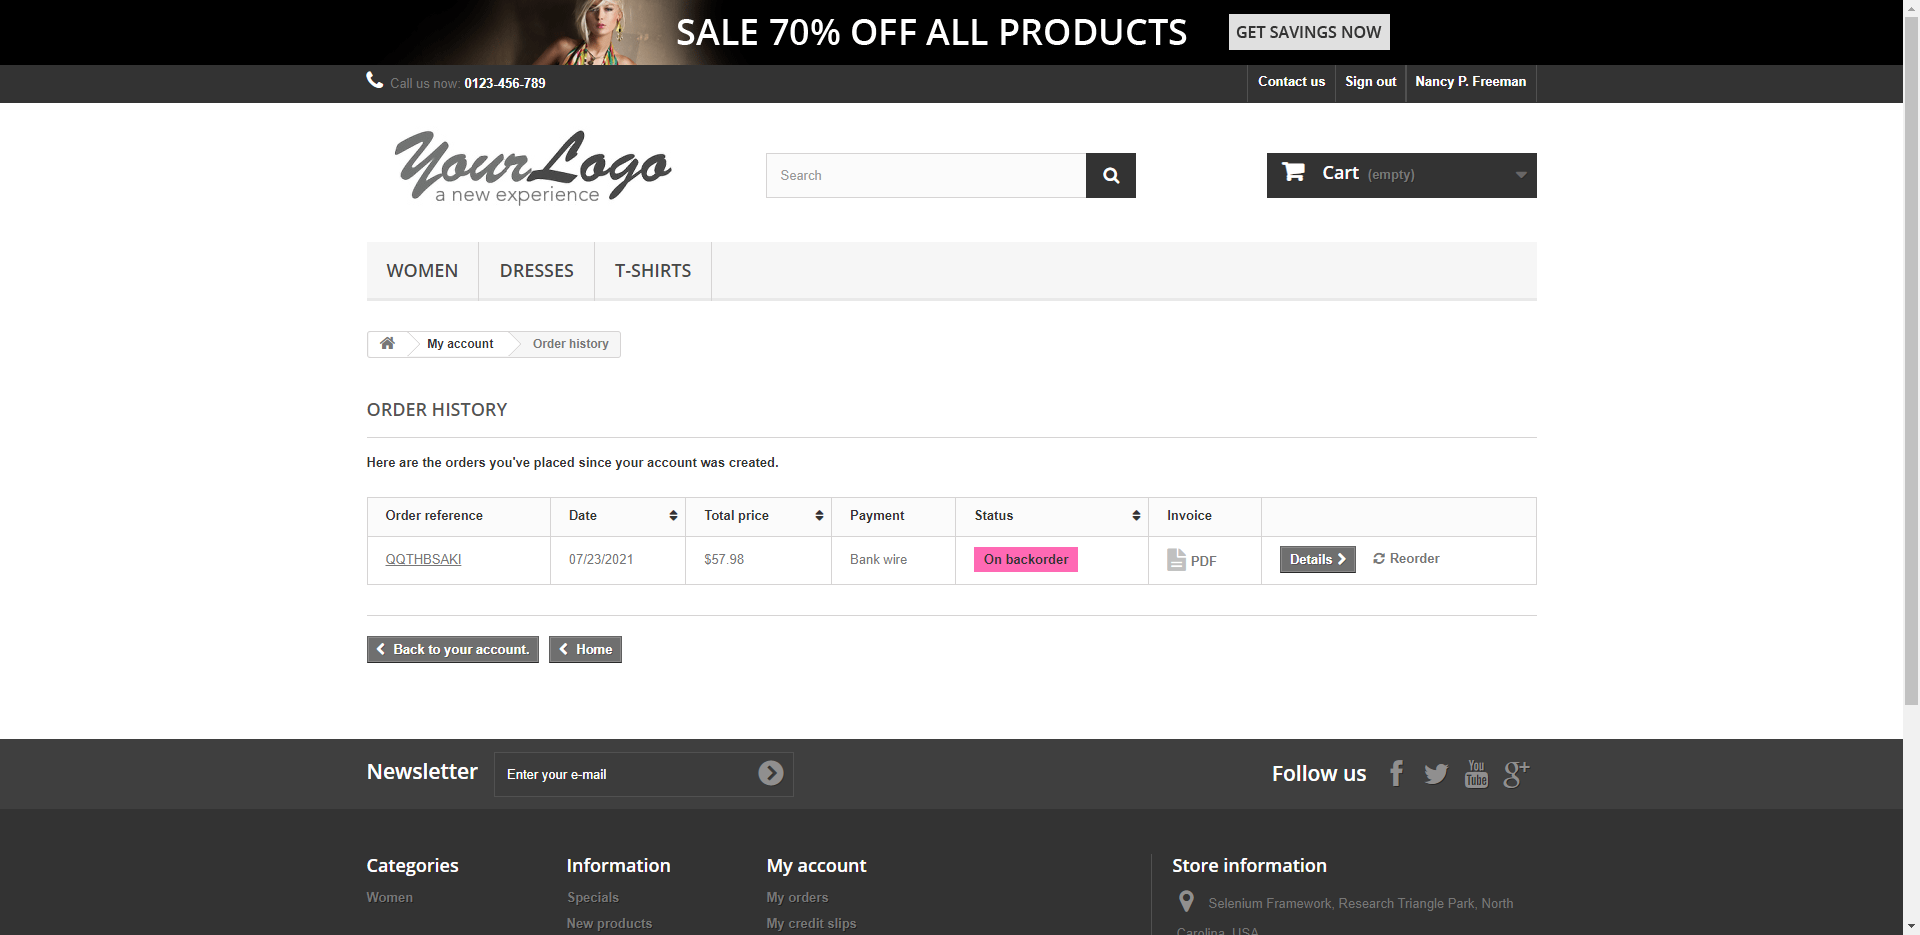 SALE 70% OFF ALL PRODUCTS GET SAVINGS NOW
Call us now: 0123-456-789 Contact us Sign out Nancy P. Freeman
YourLogo
a new experience
Search
Cart (empty)
WOMEN DRESSES T-SHIRTS
My account Order history
ORDER HISTORY
Here are the orders you've placed since your account was created.
Order reference Date Total price Payment Status Invoice
QQTHBSAKI 07/23/2021 $57.98 Bank wire On backorder PDF Details Reorder
Back to your account. Home
Newsletter Enter your e-mail Follow us f You Tube g+
Categories Information My account Store information
Women Specials My orders Selenium Framework, Research Triangle Park, North
New products My credit slips Carolina, USA